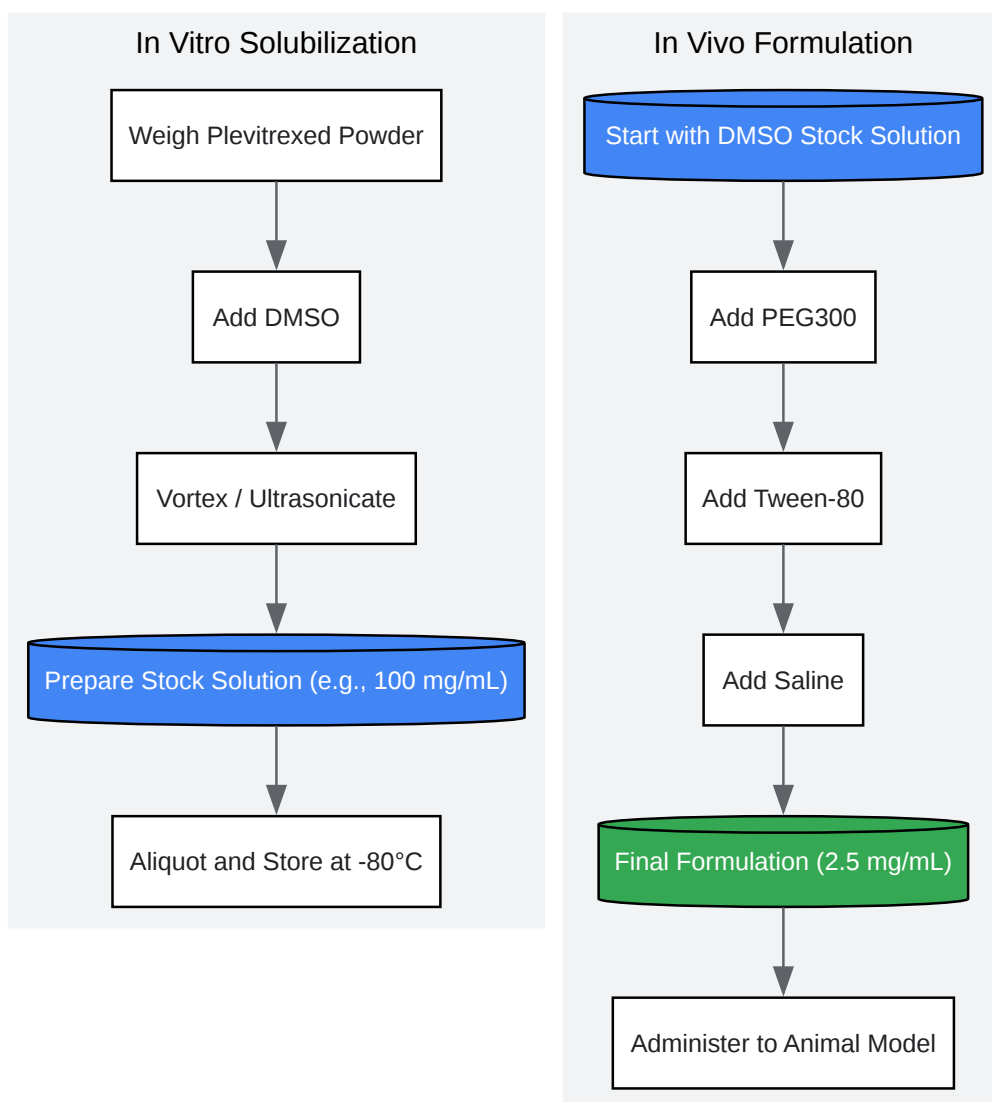 In Vitro Solubilization
Weigh Plevitrexed Powder
Add DMSO
Vortex / Ultrasonicate
Prepare Stock Solution (e.g., 100 mg/mL)
Aliquot and Store at -80°C
In Vivo Formulation
Start with DMSO Stock Solution
Add PEG300
Add Tween-80
Add Saline
Final Formulation (2.5 mg/mL)
Administer to Animal Model